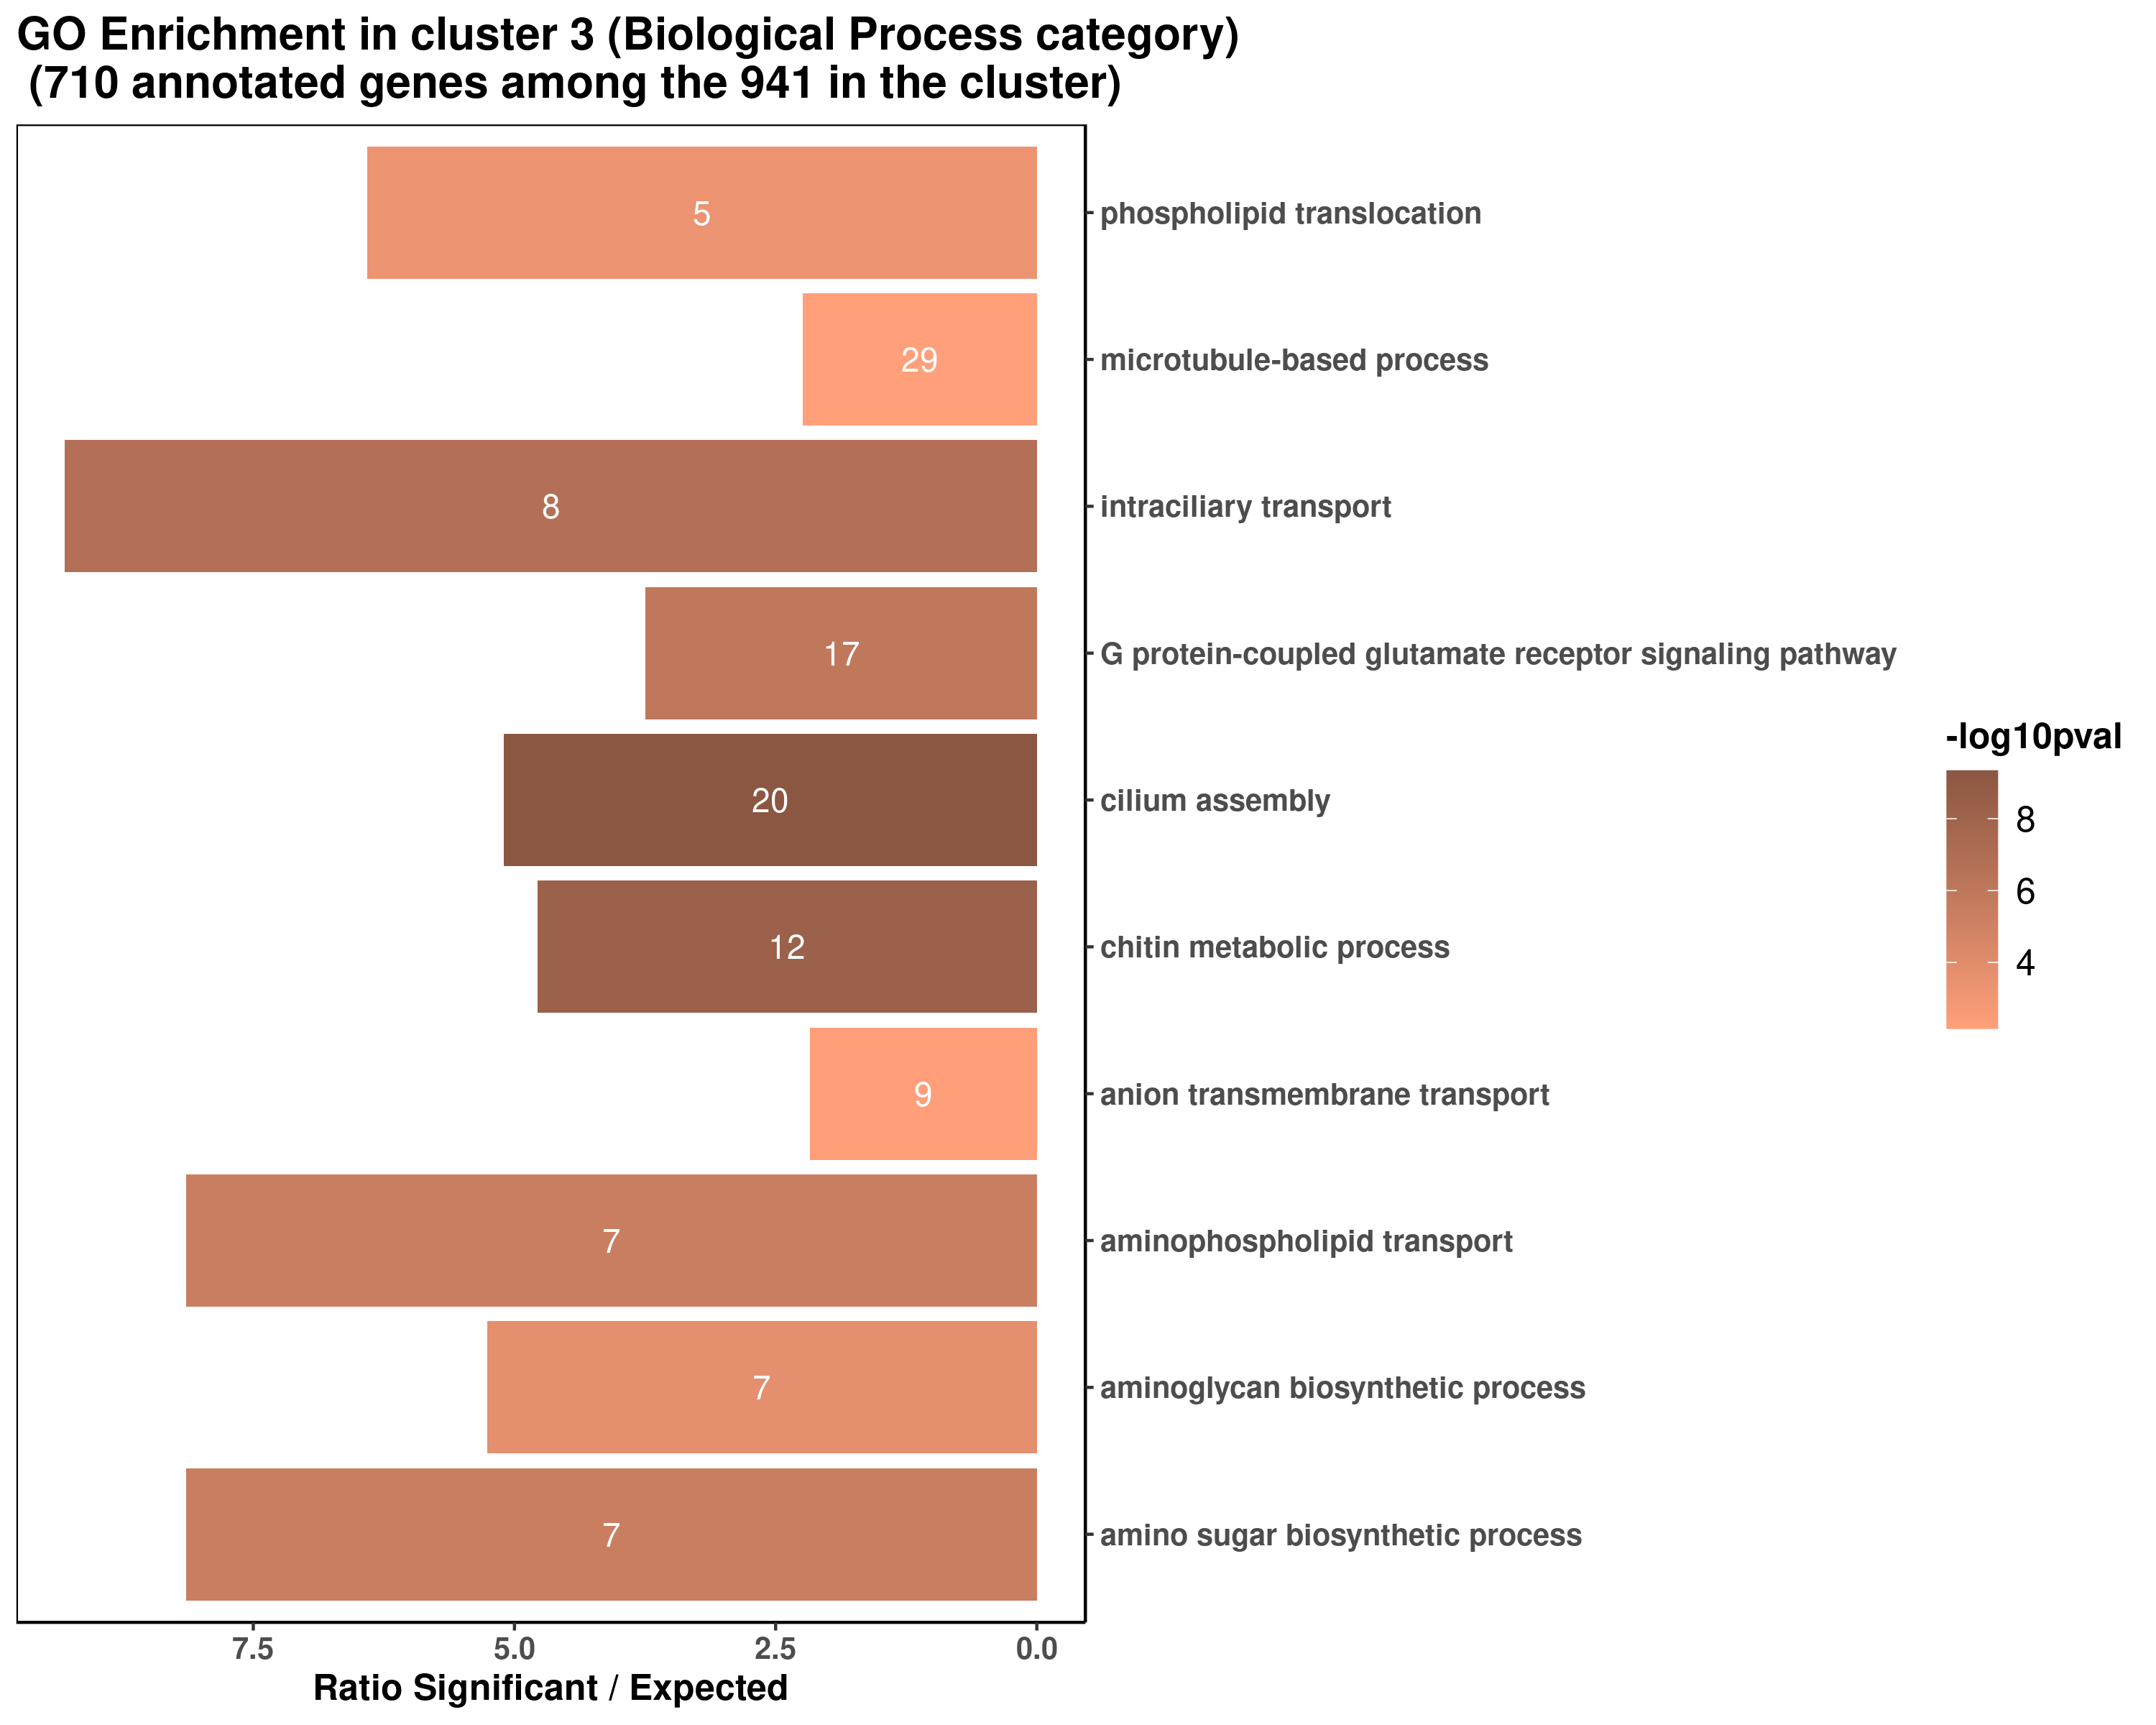 GO Enrichment in cluster 3 (Biological Process category)
(710 annotated genes among the 941 in the cluster)
5 phospholipid translocation
29 microtubule-based process
8 intraciliary transport
17 G protein-coupled glutamate receptor signaling pathway
20 cilium assembly
12 chitin metabolic process
9 anion transmembrane transport
7 aminophospholipid transport
7 aminoglycan biosynthetic process
7 amino sugar biosynthetic process
7.5 5.0 2.5 0.0
Ratio Significant / Expected
-log10pval
8
6
4